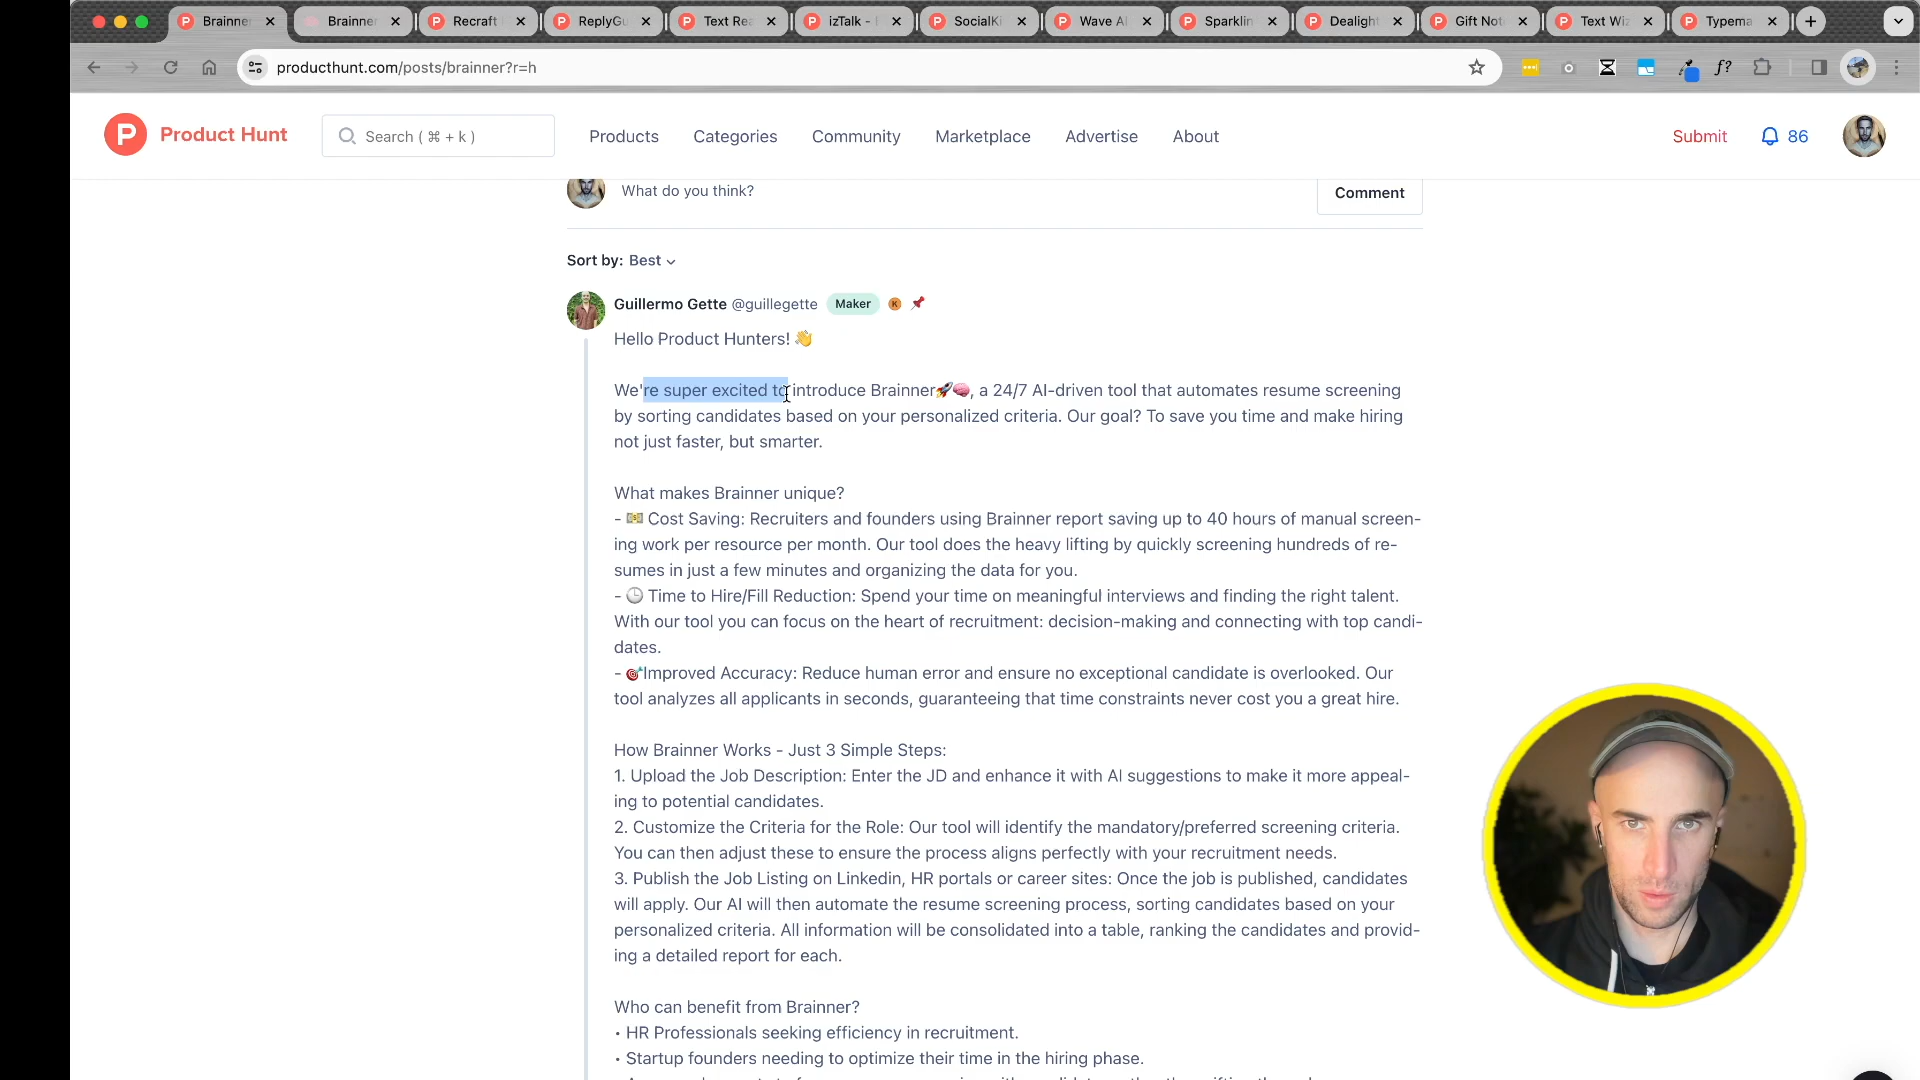 Brainner
Brainner
Recraft
ReplyGu
Text Rea
izTalk -
SocialKi
Wave AI
Sparklin
Dealight
Gift Not
Text Wiz
Typema
producthunt.com/posts/brainner?r=h
f?
P Product Hunt
Search ( ⌘ + k )
Products
Categories
Community
Marketplace
Advertise
About
Submit
86
What do you think?
Comment
Sort by: Best
Guillermo Gette @guillegette Maker K 📌
Hello Product Hunters! 👋
We're super excited to introduce Brainner🚀🧠, a 24/7 AI-driven tool that automates resume screening
by sorting candidates based on your personalized criteria. Our goal? To save you time and make hiring
not just faster, but smarter.
What makes Brainner unique?
- 💵 Cost Saving: Recruiters and founders using Brainner report saving up to 40 hours of manual screen-
ing work per resource per month. Our tool does the heavy lifting by quickly screening hundreds of re-
sumes in just a few minutes and organizing the data for you.
- 🕒 Time to Hire/Fill Reduction: Spend your time on meaningful interviews and finding the right talent.
With our tool you can focus on the heart of recruitment: decision-making and connecting with top candi-
dates.
- 🎯Improved Accuracy: Reduce human error and ensure no exceptional candidate is overlooked. Our
tool analyzes all applicants in seconds, guaranteeing that time constraints never cost you a great hire.
How Brainner Works - Just 3 Simple Steps:
1. Upload the Job Description: Enter the JD and enhance it with AI suggestions to make it more appeal-
ing to potential candidates.
2. Customize the Criteria for the Role: Our tool will identify the mandatory/preferred screening criteria.
You can then adjust these to ensure the process aligns perfectly with your recruitment needs.
3. Publish the Job Listing on Linkedin, HR portals or career sites: Once the job is published, candidates
will apply. Our AI will then automate the resume screening process, sorting candidates based on your
personalized criteria. All information will be consolidated into a table, ranking the candidates and provid-
ing a detailed report for each.
Who can benefit from Brainner?
• HR Professionals seeking efficiency in recruitment.
• Startup founders needing to optimize their time in the hiring phase.